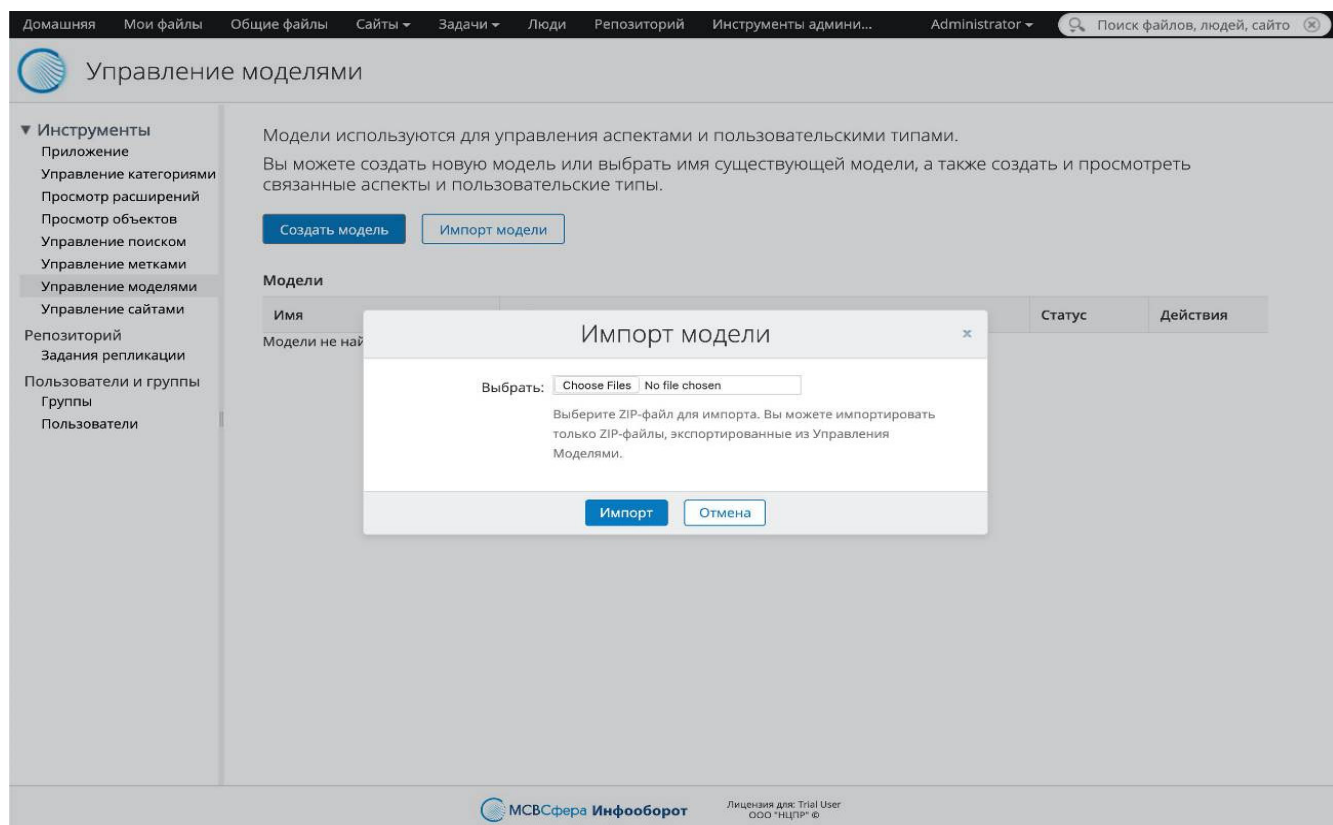 Домашняя Мои файлы Общие файлы Сайты Задачи Люди Репозиторий Инструменты админи... Administrator Поиск файлов, людей, сайто
Управление моделями
Инструменты
Приложение
Управление категориями
Просмотр расширений
Просмотр объектов
Управление поиском
Управление метками
Управление моделями
Управление сайтами
Репозиторий
Задания репликации
Пользователи и группы
Группы
Пользователи
Модели используются для управления аспектами и пользовательскими типами.
Вы можете создать новую модель или выбрать имя существующей модели, а также создать и просмотреть
связанные аспекты и пользовательские типы.
Создать модель Импорт модели
Модели
Имя Статус Действия
Модели не най
Импорт модели
Выбрать: Choose Files No file chosen
Выберите ZIP-файл для импорта. Вы можете импортировать
только ZIP-файлы, экспортированные из Управления
Моделями.
Импорт Отмена
МСВСфера Инфооборот
Лицензия для: Trial User
ООО "НЦПР" ©